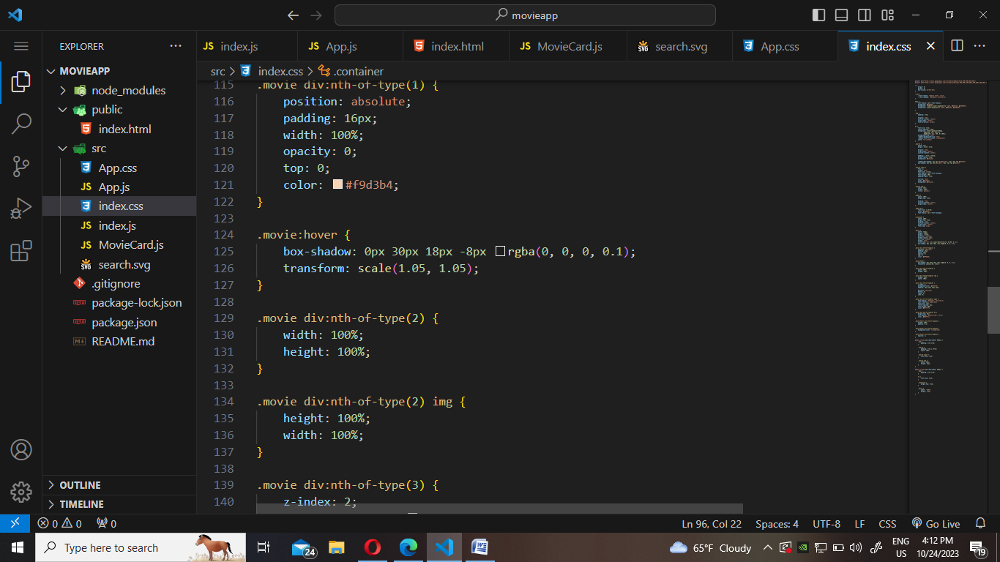 movieapp
EXPLORER
MOVIEAPP
node_modules
public
index.html
src
App.css
JS App.js
index.css
JS index.js
JS MovieCard.js
search.svg
.gitignore
package-lock.json
package.json
README.md
OUTLINE
TIMELINE
JS index.js
JS App.js
index.html
JS MovieCard.js
search.svg
App.css
index.css
src > index.css > .container
115 .movie div:nth-of-type(1) {
116 position: absolute;
117 padding: 16px;
118 width: 100%;
119 opacity: 0;
120 top: 0;
121 color: #f9d3b4;
122 }
123
124 .movie:hover {
125 box-shadow: 0px 30px 18px -8px rgba(0, 0, 0, 0.1);
126 transform: scale(1.05, 1.05);
127 }
128
129 .movie div:nth-of-type(2) {
130 width: 100%;
131 height: 100%;
132 }
133
134 .movie div:nth-of-type(2) img {
135 height: 100%;
136 width: 100%;
137 }
138
139 .movie div:nth-of-type(3) {
140 z-index: 2;
0 0 0
Ln 96, Col 22 Spaces: 4 UTF-8 LF CSS Go Live
Type here to search
24
65°F Cloudy
ENG
US
4:12 PM
10/24/2023
19